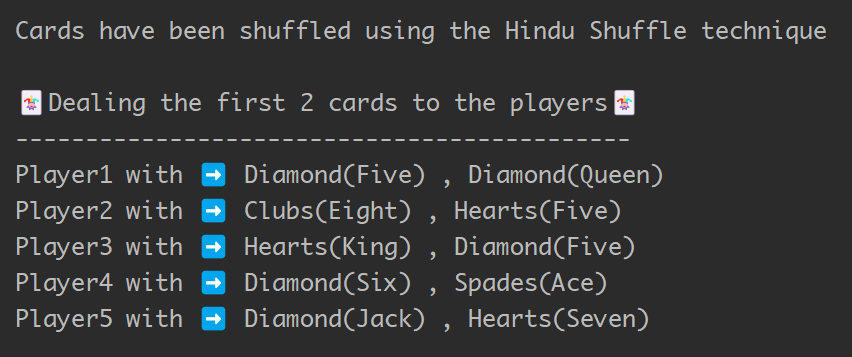 Cards have been shuffled using the Hindu Shuffle technique
🃏Dealing the first 2 cards to the players🃏
--------------------------------------------
Player1 with ➡ Diamond(Five) , Diamond(Queen)
Player2 with ➡ Clubs(Eight) , Hearts(Five)
Player3 with ➡ Hearts(King) , Diamond(Five)
Player4 with ➡ Diamond(Six) , Spades(Ace)
Player5 with ➡ Diamond(Jack) , Hearts(Seven)